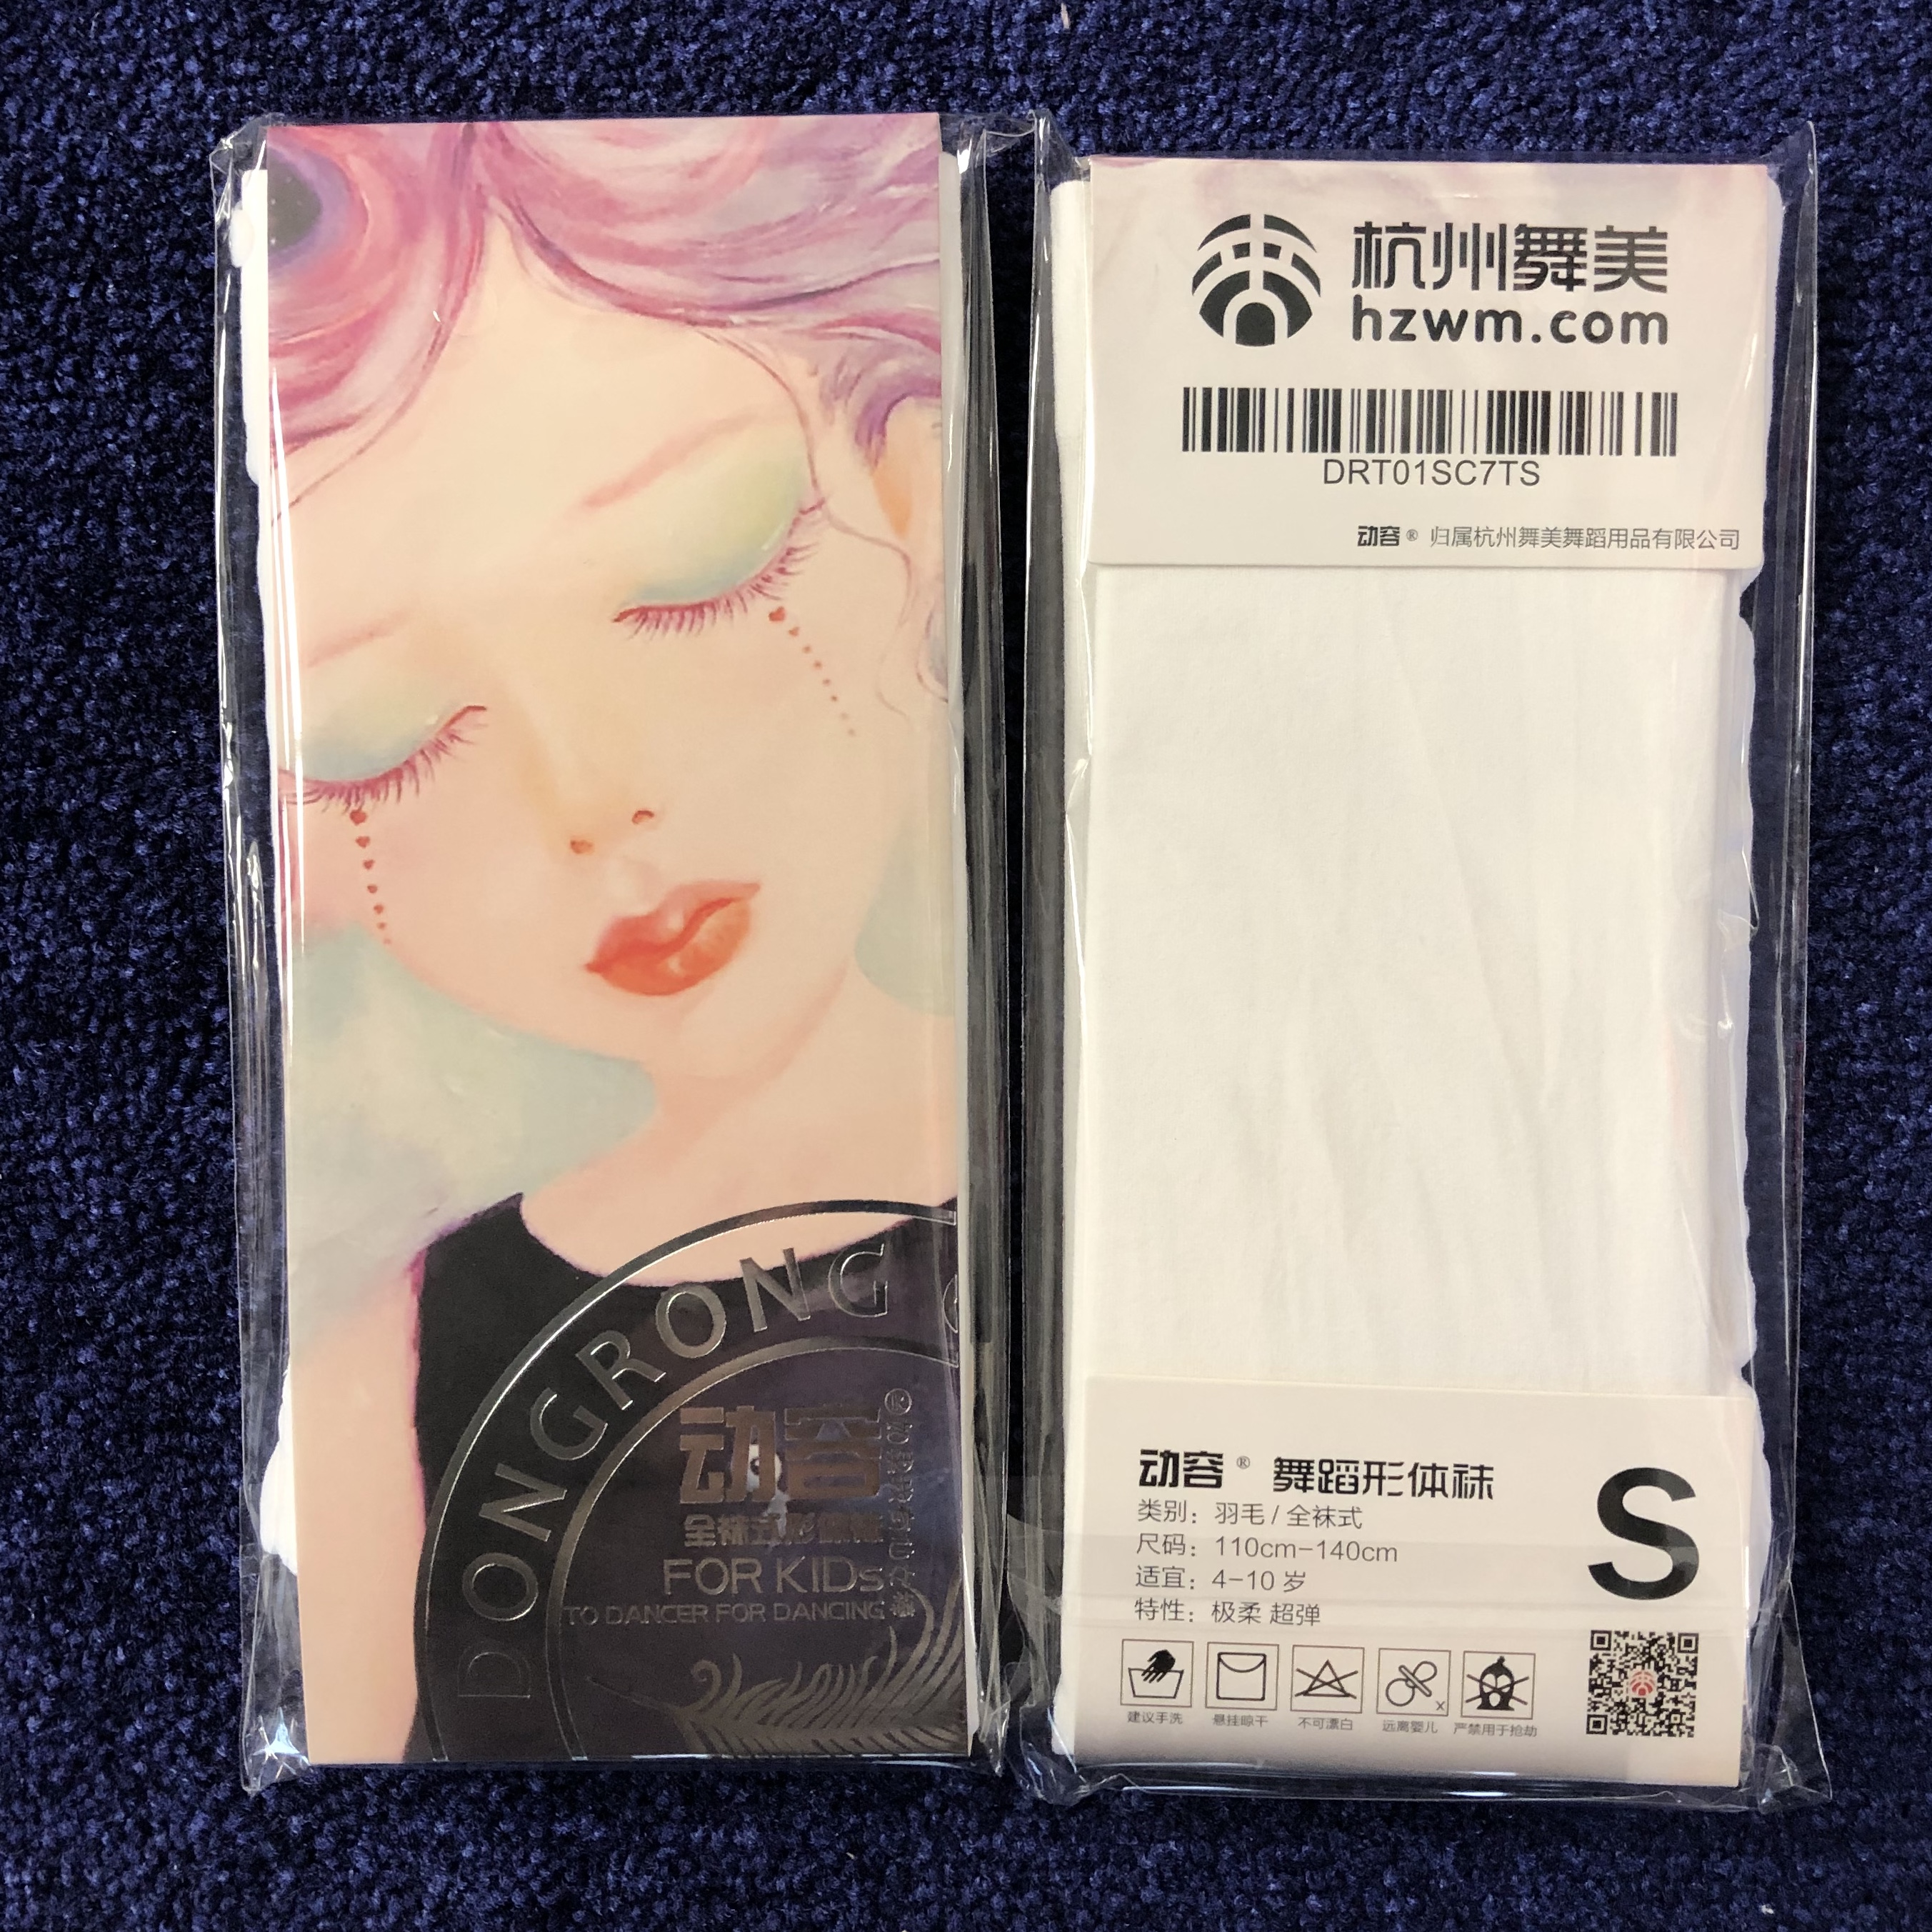 DONGRONG
动容
®
全袜式形体袜
FOR KIDs
TO DANCER FOR DANCING
杭州舞美
hzwm.com
DRT01SC7TS
动容® 归属杭州舞美舞蹈用品有限公司
动容® 舞蹈形体袜
类别：羽毛/全袜式
尺码：110cm-140cm
适宜：4-10 岁
特性：极柔 超弹
S
建议手洗 悬挂晾干 不可漂白 远离婴儿 严禁用于抢劫
x